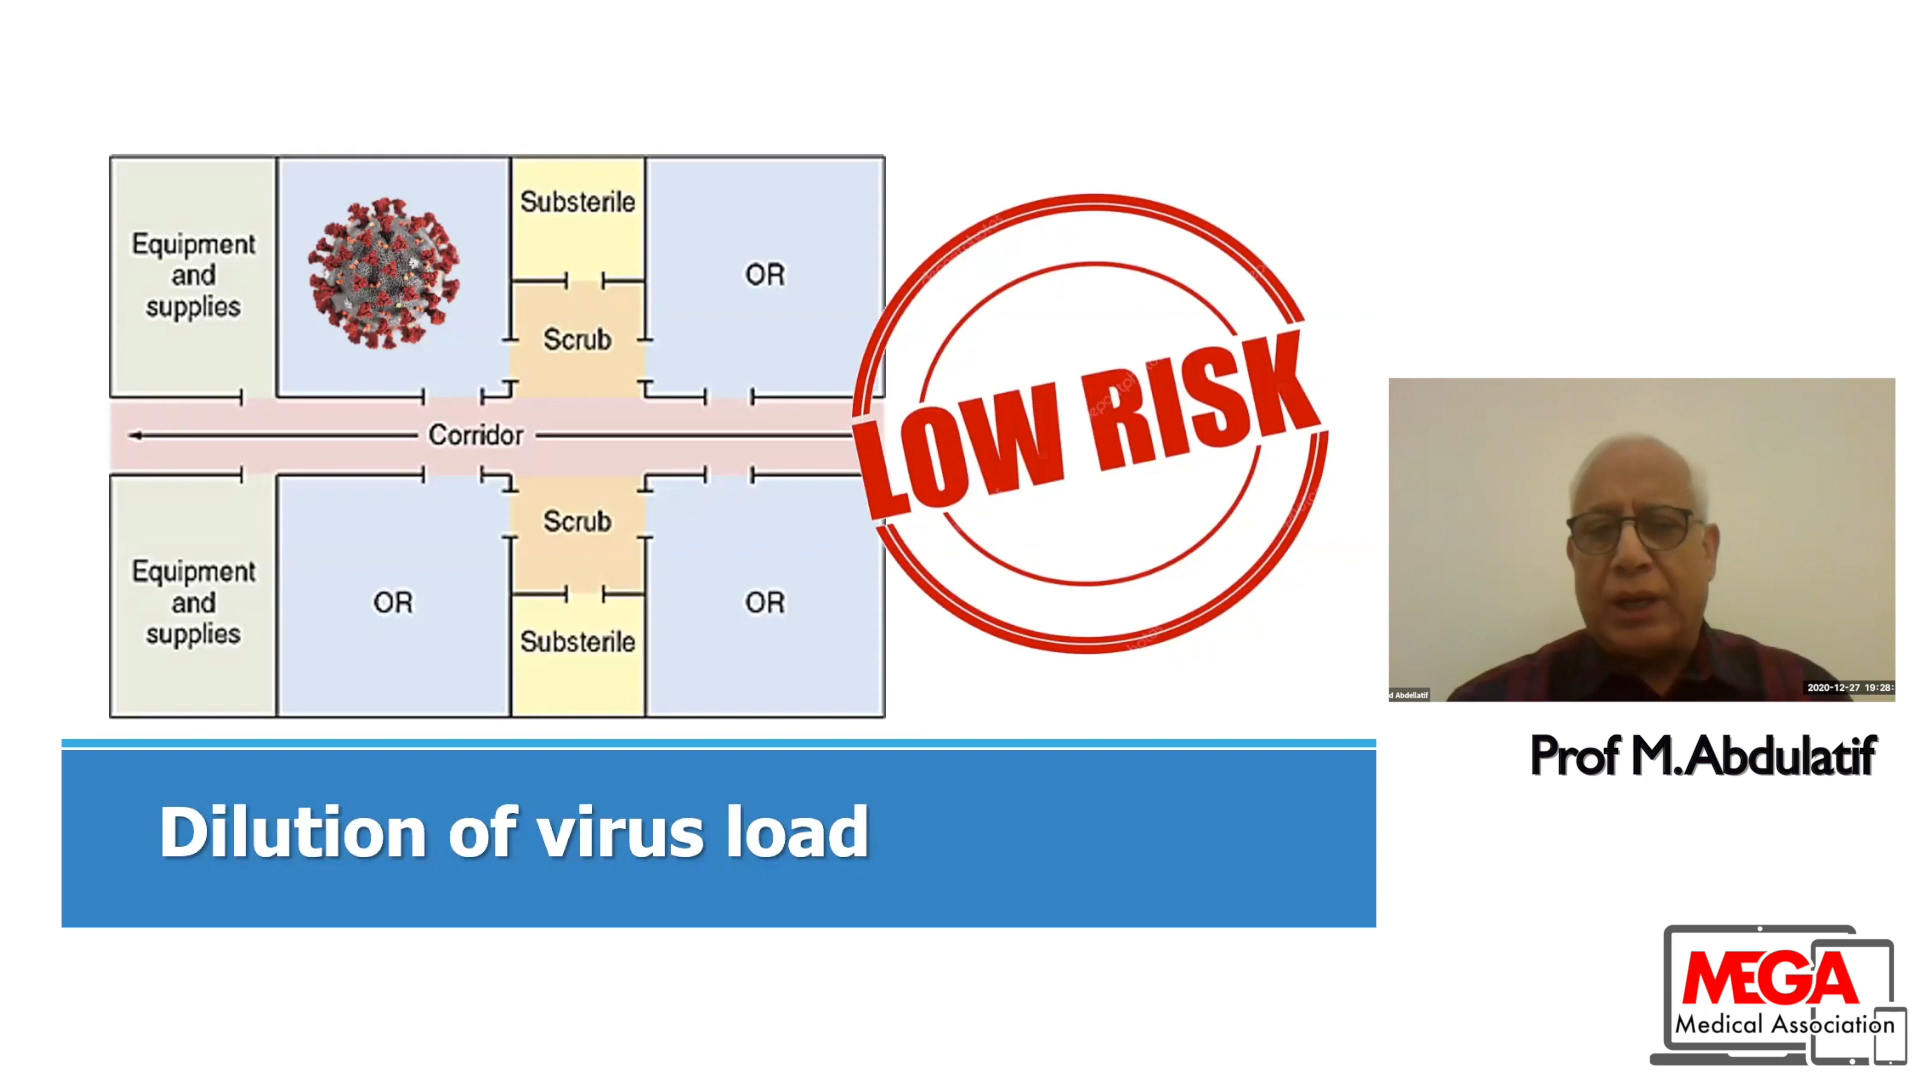 Equipment
and
supplies
Substerile
Scrub
OR
Corridor
Equipment
and
supplies
OR
Scrub
Substerile
OR
LOW RISK
Dilution of virus load
d Abdellatif
2020-12-27 19:28:
Prof M.Abdulatif
MEGA
Medical Association